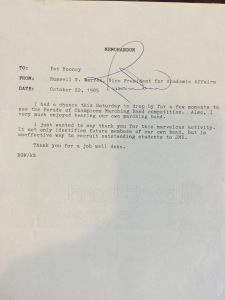 MEMORANDUM
TO: Pat Rooney
FROM: Russell G. Warren, Vice President for Academic Affairs
DATE: October 22, 1985
I had a chance this Saturday to drop by for a few moments to
see the Parade of Champions Marching Band competition. Also, I
very much enjoyed hearing our own marching band.
I just wanted to say thank you for this marvelous activity.
It not only identifies future members of our own band, but is
an effective way to recruit outstanding students to JMU.
Thank you for a job well done.
RGW/kb